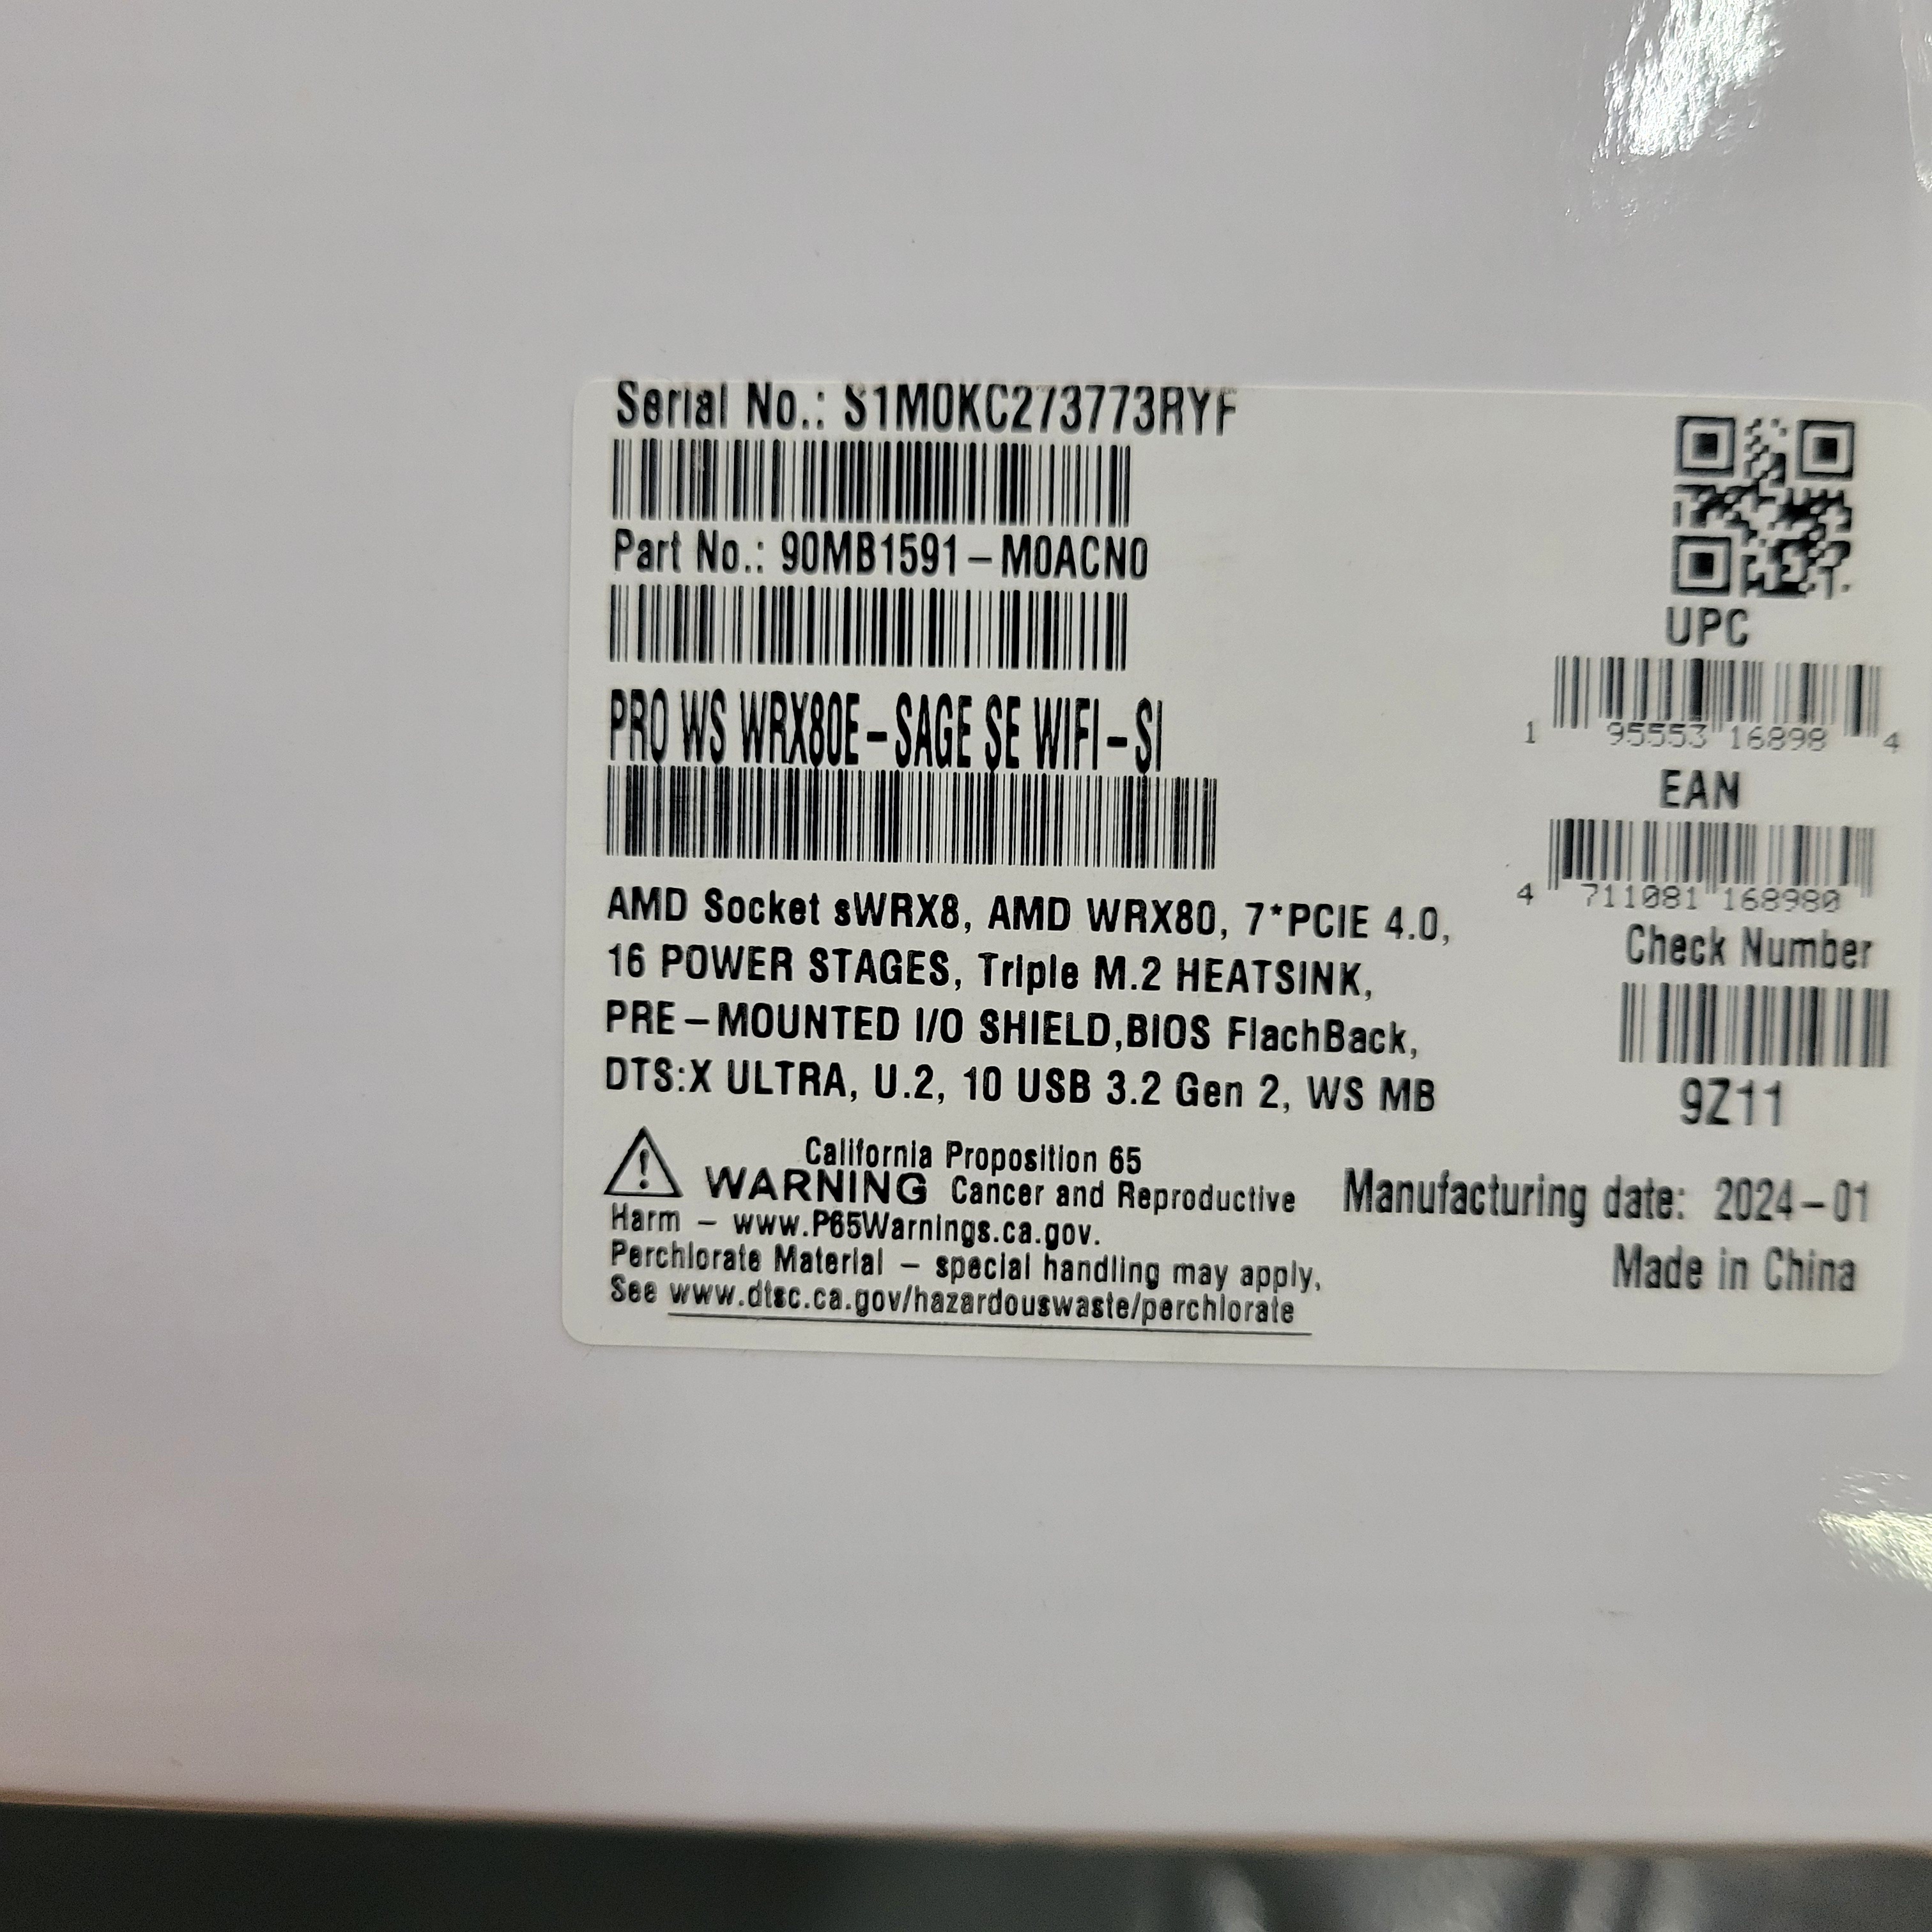 Serial No.: S1M0KC273773RYF
Part No.: 90MB1591-M0ACN0
PRO WS WRX80E-SAGE SE WIFI-SI
AMD Socket sWRX8, AMD WRX80, 7*PCIE 4.0,
16 POWER STAGES, Triple M.2 HEATSINK,
PRE-MOUNTED I/O SHIELD,BIOS FlachBack,
DTS:X ULTRA, U.2, 10 USB 3.2 Gen 2, WS MB
California Proposition 65
WARNING Cancer and Reproductive
Harm - www.P65Warnings.ca.gov.
Perchlorate Material - special handling may apply,
See www.dtsc.ca.gov/hazardouswaste/perchlorate
UPC
1 95553 16898 4
EAN
4 711081 168980
Check Number
9Z11
Manufacturing date: 2024-01
Made in China